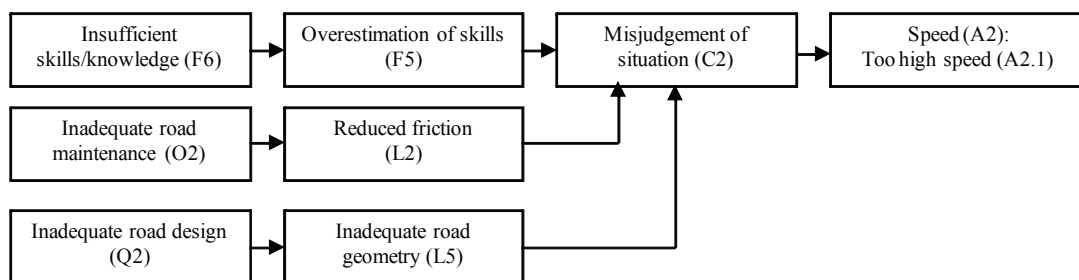 Insufficient
skills/knowledge (F6)
Overestimation of skills
(F5)
Misjudgement of
situation (C2)
Speed (A2):
Too high speed (A2.1)
Inadequate road
maintenance (O2)
Reduced friction
(L2)
Inadequate road design
(Q2)
Inadequate road
geometry (L5)